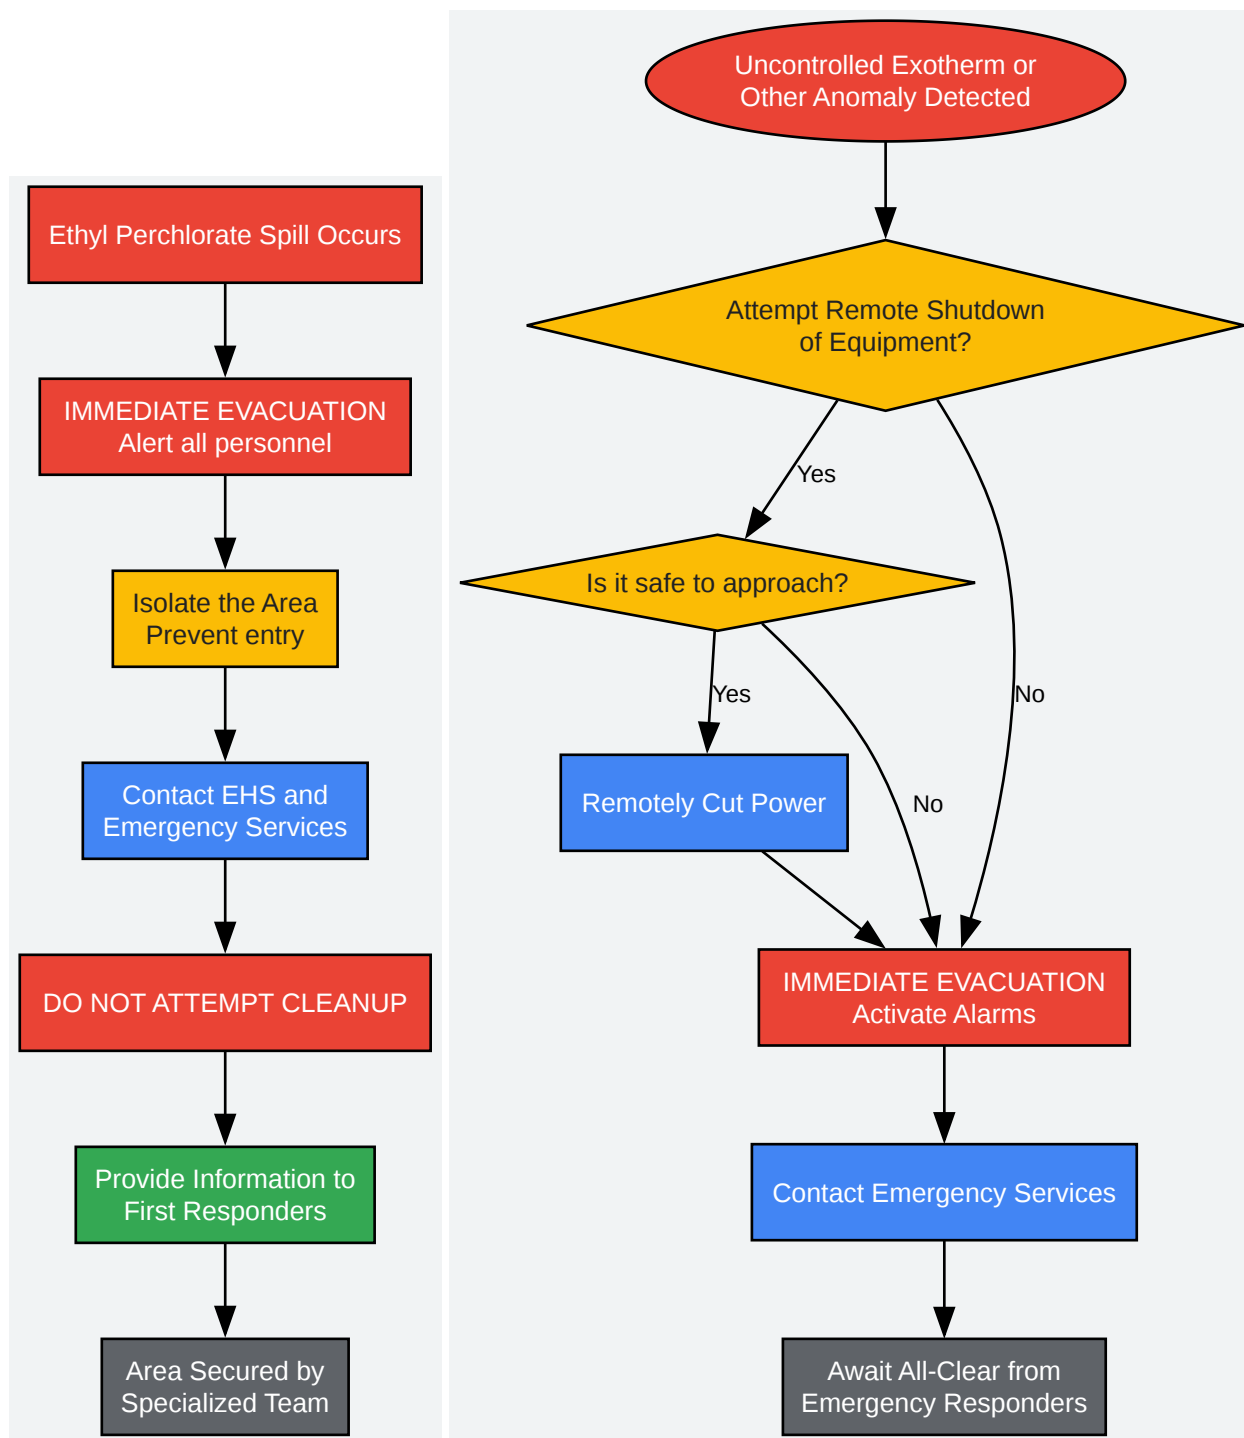 Ethyl Perchlorate Spill Occurs
IMMEDIATE EVACUATION
Alert all personnel
Isolate the Area
Prevent entry
Contact EHS and
Emergency Services
DO NOT ATTEMPT CLEANUP
Provide Information to
First Responders
Area Secured by
Specialized Team
Uncontrolled Exotherm or
Other Anomaly Detected
Attempt Remote Shutdown
of Equipment?
Yes
Is it safe to approach?
Yes
No
Remotely Cut Power
No
IMMEDIATE EVACUATION
Activate Alarms
Contact Emergency Services
Await All-Clear from
Emergency Responders